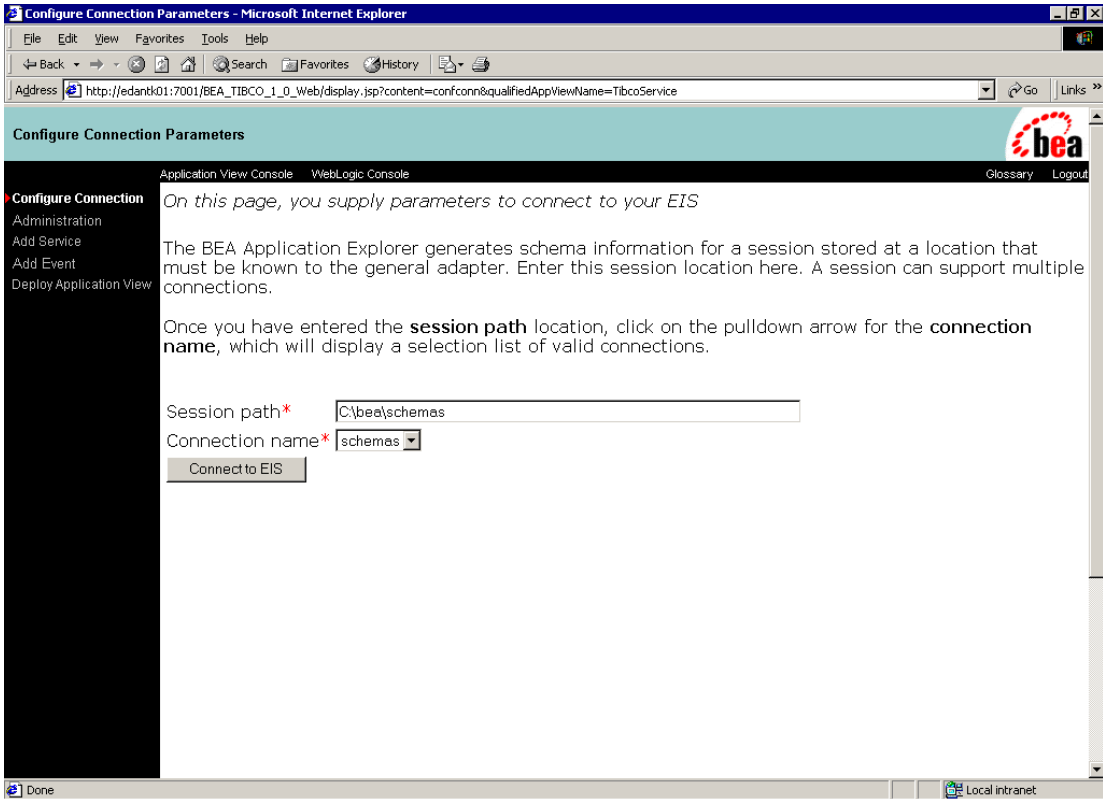 Configure Connection Parameters - Microsoft Internet Explorer
File Edit View Favorites Tools Help
Back Search Favorites History
Address http://edantk01:7001/BEA_TIBCO_1_0_Web/display.jsp?content=confconn&qualifiedAppViewName=TibcoService Go Links »
Configure Connection Parameters
bea
Application View Console WebLogic Console Glossary Logout
Configure Connection
Administration
Add Service
Add Event
Deploy Application View
On this page, you supply parameters to connect to your EIS
The BEA Application Explorer generates schema information for a session stored at a location that
must be known to the general adapter. Enter this session location here. A session can support multiple
connections.
Once you have entered the session path location, click on the pulldown arrow for the connection
name, which will display a selection list of valid connections.
Session path* C:\bea\schemas
Connection name* schemas
Connect to EIS
Done Local intranet